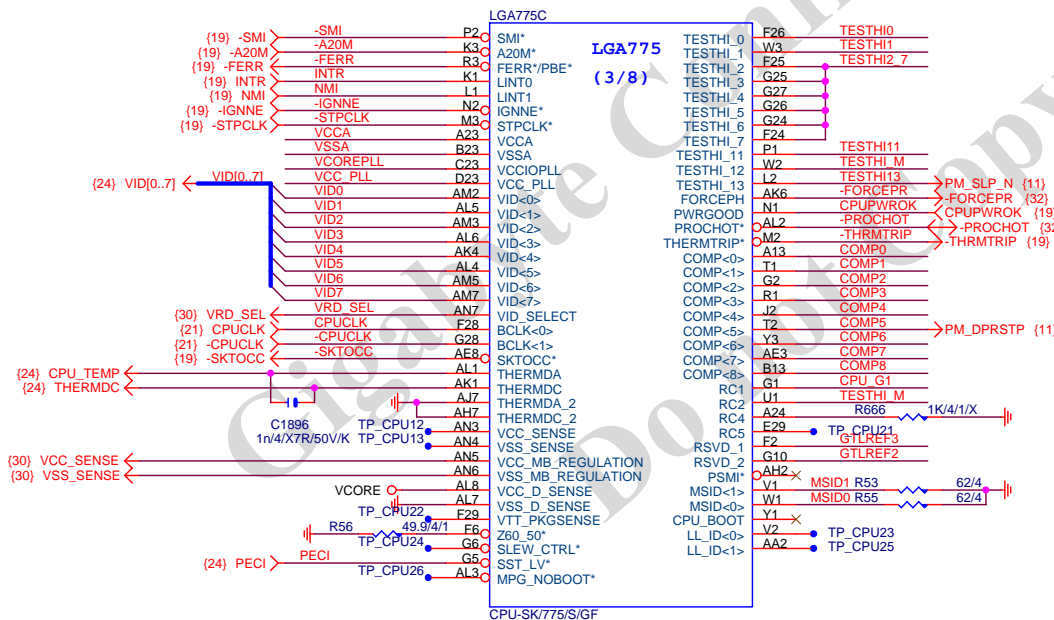 LGA775C
LGA775
(3/8)
{19} -SMI -SMI P2 SMI*
{19} -A20M -A20M K3 A20M*
{19} -FERR -FERR R3 FERR*/PBE*
{19} INTR INTR K1 LINT0
{19} NMI NMI L1 LINT1
{19} -IGNNE -IGNNE N2 IGNNE*
{19} -STPCLK -STPCLK M3 STPCLK*
VCCA A23 VCCA
VSSA B23 VSSA
VCOREPLL C23 VCCIOPLL
VCC_PLL D23 VCC_PLL
{24} VID[0..7] VID[0..7]
VID0 AM2 VID<0>
VID1 AL5 VID<1>
VID2 AM3 VID<2>
VID3 AL6 VID<3>
VID4 AK4 VID<4>
VID5 AL4 VID<5>
VID6 AM5 VID<6>
VID7 AM7 VID<7>
{30} VRD_SEL VRD_SEL AN7 VID_SELECT
{21} CPUCLK CPUCLK F28 BCLK<0>
{21} -CPUCLK -CPUCLK G28 BCLK<1>
{19} -SKTOCC -SKTOCC AE8 SKTOCC*
{24} CPU_TEMP AL1 THERMDA
{24} THERMDC AK1 THERMDC
AJ7 THERMDA_2
AH7 THERMDC_2
C1896
1n/4/X7R/50V/K
TP_CPU12 AN3 VCC_SENSE
TP_CPU13 AN4 VSS_SENSE
{30} VCC_SENSE AN5 VCC_MB_REGULATION
{30} VSS_SENSE AN6 VSS_MB_REGULATION
VCORE AL8 VCC_D_SENSE
AL7 VSS_D_SENSE
TP_CPU22 F29 VTT_PKGSENSE
R56 49.9/4/1 F6 Z60_50*
TP_CPU24 G6 SLEW_CTRL*
{24} PECI PECI G5 SST_LV*
TP_CPU26 AL3 MPG_NOBOOT*
TESTHI_0 F26 TESTHI0
TESTHI_1 W3 TESTHI1
TESTHI_2 F25 TESTHI2_7
TESTHI_3 G25
TESTHI_4 G27
TESTHI_5 G26
TESTHI_6 G24
TESTHI_7 F24
TESTHI_11 P1 TESTHI11
TESTHI_12 W2 TESTHI_M
TESTHI_13 L2 TESTHI13 PM_SLP_N {11}
FORCEPH AK6 -FORCEPR -FORCEPR {32}
PWRGOOD N1 CPUPWROK CPUPWROK {19}
PROCHOT* AL2 -PROCHOT -PROCHOT {32
THERMTRIP* M2 -THRMTRIP -THRMTRIP {19}
COMP<0> A13 COMP0
COMP<1> T1 COMP1
COMP<2> G2 COMP2
COMP<3> R1 COMP3
COMP<4> J2 COMP4
COMP<5> T2 COMP5 PM_DPRSTP {11}
COMP<6> Y3 COMP6
COMP<7> AE3 COMP7
COMP<8> B13 COMP8
RC1 G1 CPU_G1
RC2 U1 TESTHI_M
RC4 A24 R666 1K/4/1/X
RC5 E29 TP_CPU21
RSVD_1 F2 GTLREF3
RSVD_2 G10 GTLREF2
PSMI* AH2
MSID<1> V1 MSID1 R53 62/4
MSID<0> W1 MSID0 R55 62/4
CPU_BOOT Y1
LL_ID<0> V2 TP_CPU23
LL_ID<1> AA2 TP_CPU25
CPU-SK/775/S/GF
Gigabyte
Do not Copy